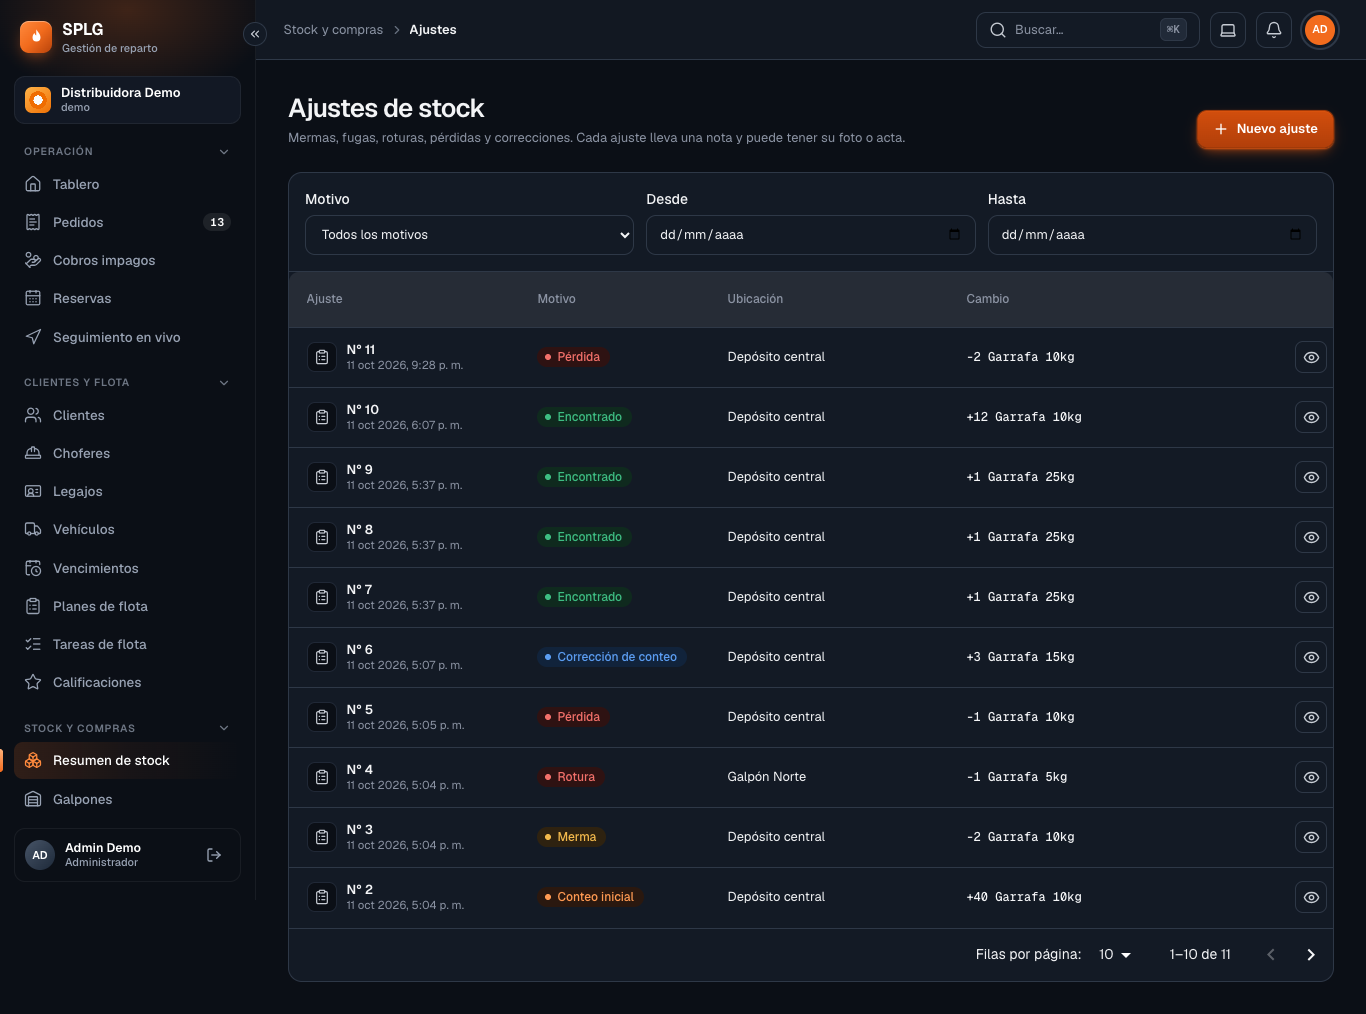 SPLG
Gestión de reparto
Distribuidora Demo
demo
OPERACIÓN
Tablero
Pedidos 13
Cobros impagos
Reservas
Seguimiento en vivo
CLIENTES Y FLOTA
Clientes
Choferes
Legajos
Vehículos
Vencimientos
Planes de flota
Tareas de flota
Calificaciones
STOCK Y COMPRAS
Resumen de stock
Galpones
AD
Admin Demo
Administrador
Stock y compras Ajustes
Buscar... ⌘K
AD
Ajustes de stock
Mermas, fugas, roturas, pérdidas y correcciones. Cada ajuste lleva una nota y puede tener su foto o acta.
Nuevo ajuste
Motivo Desde Hasta
Todos los motivos dd/mm/aaaa dd/mm/aaaa
Ajuste Motivo Ubicación Cambio
N° 11
11 oct 2026, 9:28 p. m.
Pérdida Depósito central -2 Garrafa 10kg
N° 10
11 oct 2026, 6:07 p. m.
Encontrado Depósito central +12 Garrafa 10kg
N° 9
11 oct 2026, 5:37 p. m.
Encontrado Depósito central +1 Garrafa 25kg
N° 8
11 oct 2026, 5:37 p. m.
Encontrado Depósito central +1 Garrafa 25kg
N° 7
11 oct 2026, 5:37 p. m.
Encontrado Depósito central +1 Garrafa 25kg
N° 6
11 oct 2026, 5:07 p. m.
Corrección de conteo Depósito central +3 Garrafa 15kg
N° 5
11 oct 2026, 5:05 p. m.
Pérdida Depósito central -1 Garrafa 10kg
N° 4
11 oct 2026, 5:04 p. m.
Rotura Galpón Norte -1 Garrafa 5kg
N° 3
11 oct 2026, 5:04 p. m.
Merma Depósito central -2 Garrafa 10kg
N° 2
11 oct 2026, 5:04 p. m.
Conteo inicial Depósito central +40 Garrafa 10kg
Filas por página: 10 1–10 de 11